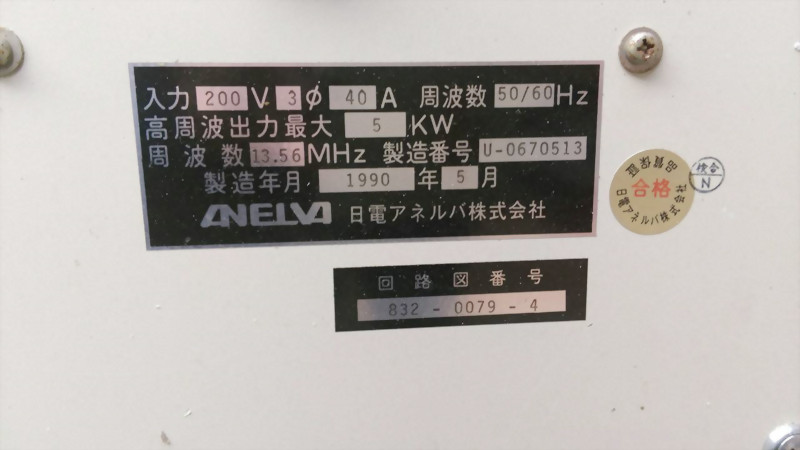 入力 200 V 3 φ 40 A 周波数 50/60 Hz
高周波出力最大 5 KW
周波数 13.56 MHz 製造番号 U-0670513
製造年月 1990 年 5 月
ANELVA 日電アネルバ株式会社
回路図番号
832 - 0079 - 4
合格
日電アネルバ株式会社
N